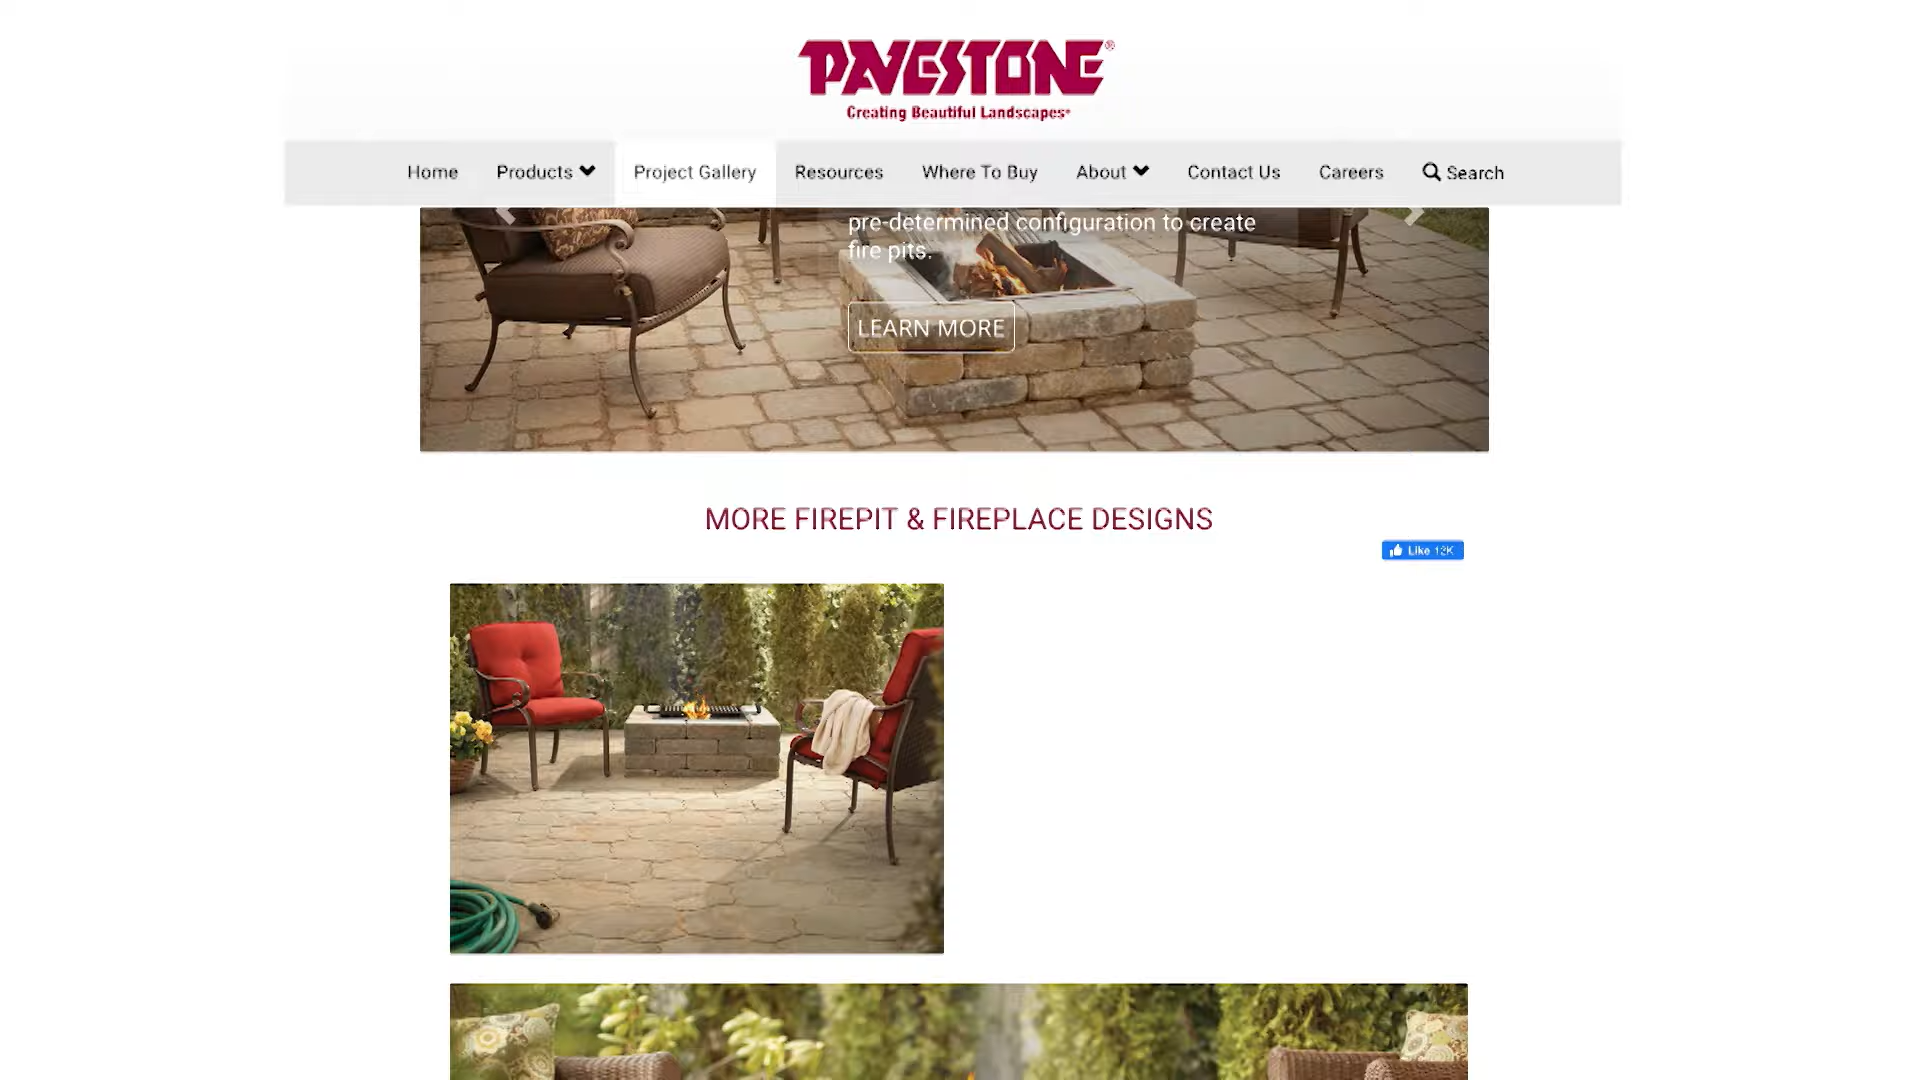 PAVESTONE®
Creating Beautiful Landscapes®
Home Products Project Gallery Resources Where To Buy About Contact Us Careers Search
pre-determined configuration to create
fire pits.
LEARN MORE
MORE FIREPIT & FIREPLACE DESIGNS
Like 12K